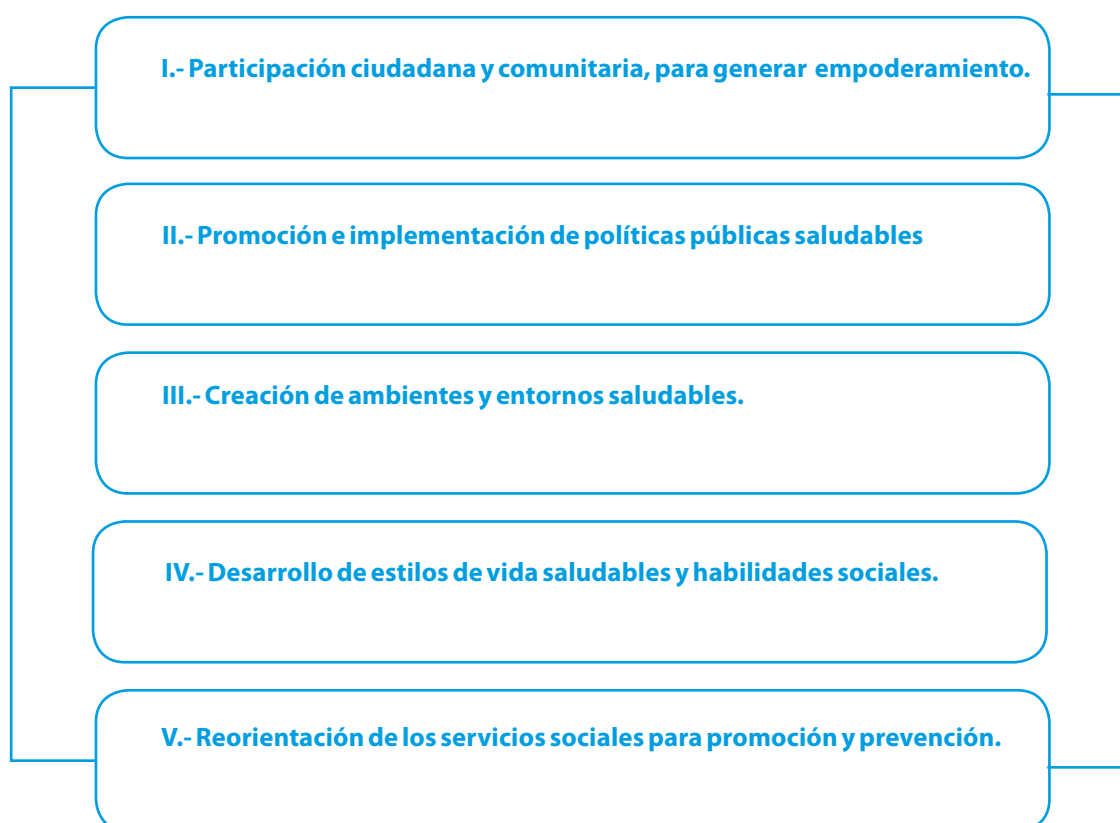 I.- Participación ciudadana y comunitaria, para generar empoderamiento.
II.- Promoción e implementación de políticas públicas saludables
III.- Creación de ambientes y entornos saludables.
IV.- Desarrollo de estilos de vida saludables y habilidades sociales.
V.- Reorientación de los servicios sociales para promoción y prevención.